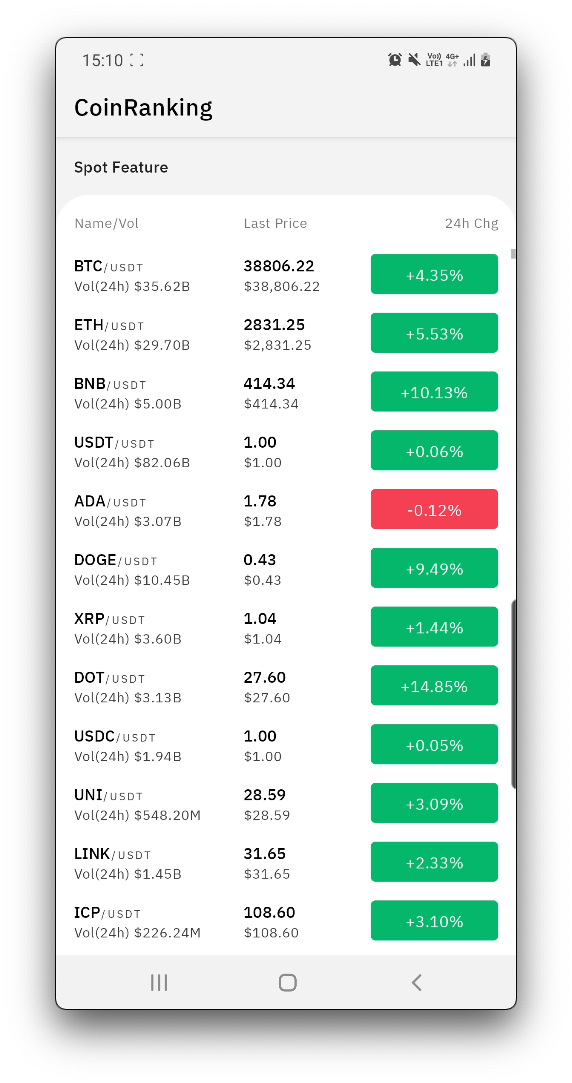 15:10
Vo)) LTE1 4G+
CoinRanking
Spot Feature
Name/Vol Last Price 24h Chg
BTC/USDT 38806.22 +4.35%
Vol(24h) $35.62B $38,806.22
ETH/USDT 2831.25 +5.53%
Vol(24h) $29.70B $2,831.25
BNB/USDT 414.34 +10.13%
Vol(24h) $5.00B $414.34
USDT/USDT 1.00 +0.06%
Vol(24h) $82.06B $1.00
ADA/USDT 1.78 -0.12%
Vol(24h) $3.07B $1.78
DOGE/USDT 0.43 +9.49%
Vol(24h) $10.45B $0.43
XRP/USDT 1.04 +1.44%
Vol(24h) $3.60B $1.04
DOT/USDT 27.60 +14.85%
Vol(24h) $3.13B $27.60
USDC/USDT 1.00 +0.05%
Vol(24h) $1.94B $1.00
UNI/USDT 28.59 +3.09%
Vol(24h) $548.20M $28.59
LINK/USDT 31.65 +2.33%
Vol(24h) $1.45B $31.65
ICP/USDT 108.60 +3.10%
Vol(24h) $226.24M $108.60